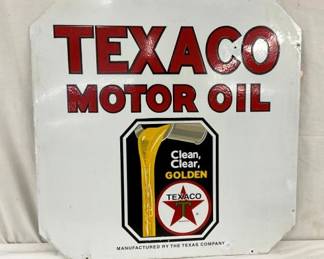 TEXACO
MOTOR OIL
Clean,
Clear,
GOLDEN
TEXACO
T
MANUFACTURED BY THE TEXAS COMPANY